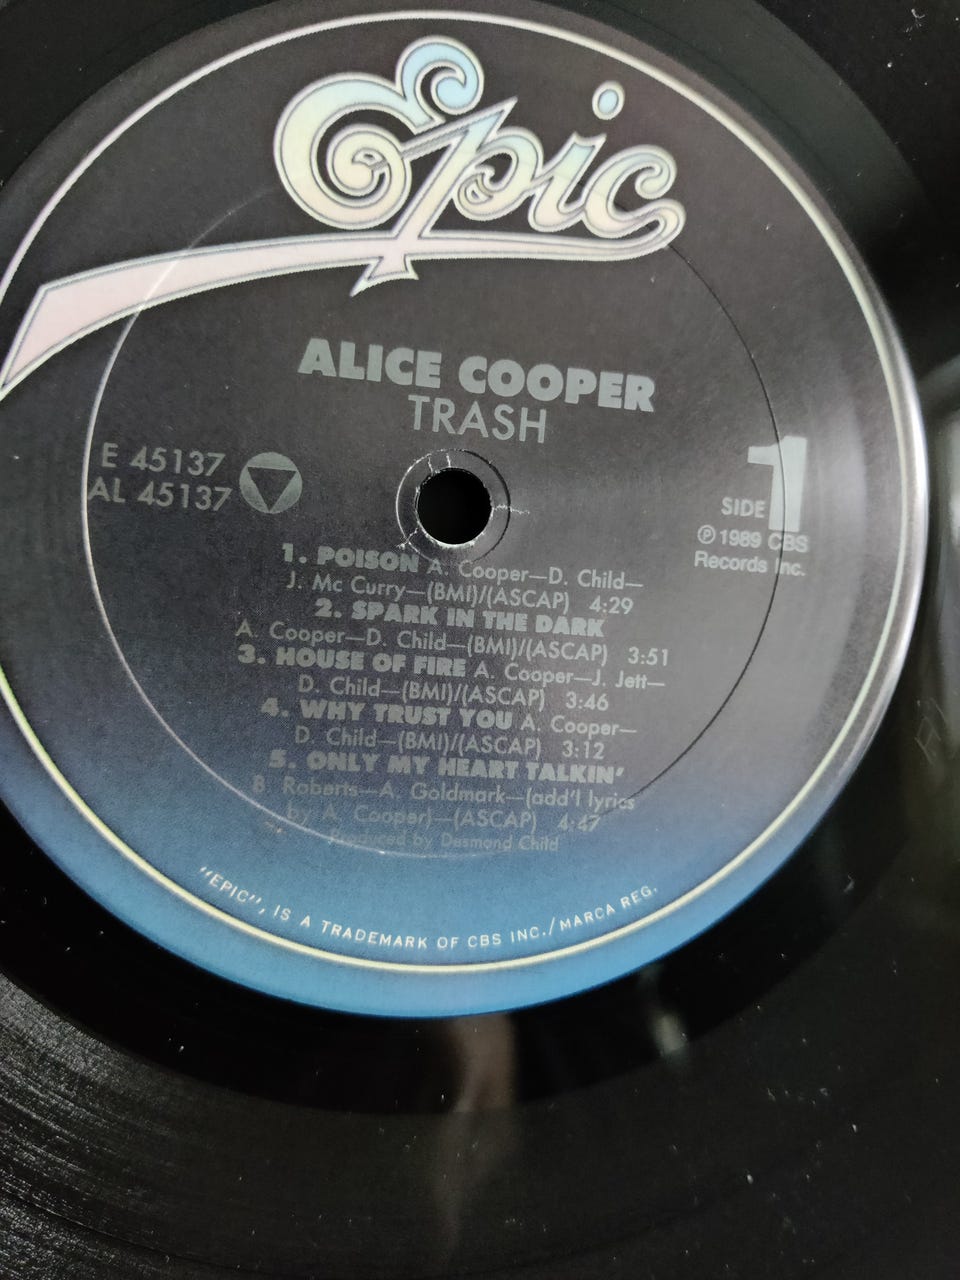 Epic
ALICE COOPER
TRASH
E 45137
AL 45137
SIDE 1
℗ 1989 CBS
Records Inc.
1. POISON A. Cooper—D. Child—
J. Mc Curry—(BMI)/(ASCAP) 4:29
2. SPARK IN THE DARK
A. Cooper—D. Child—(BMI)/(ASCAP) 3:51
3. HOUSE OF FIRE A. Cooper—J. Jett—
D. Child—(BMI)/(ASCAP) 3:46
4. WHY TRUST YOU A. Cooper—
D. Child—(BMI)/(ASCAP) 3:12
5. ONLY MY HEART TALKIN'
B. Roberts—A. Goldmark—(add'l lyrics
by A. Cooper)—(ASCAP) 4:47
Produced by Desmond Child
"EPIC", IS A TRADEMARK OF CBS INC./MARCA REG.